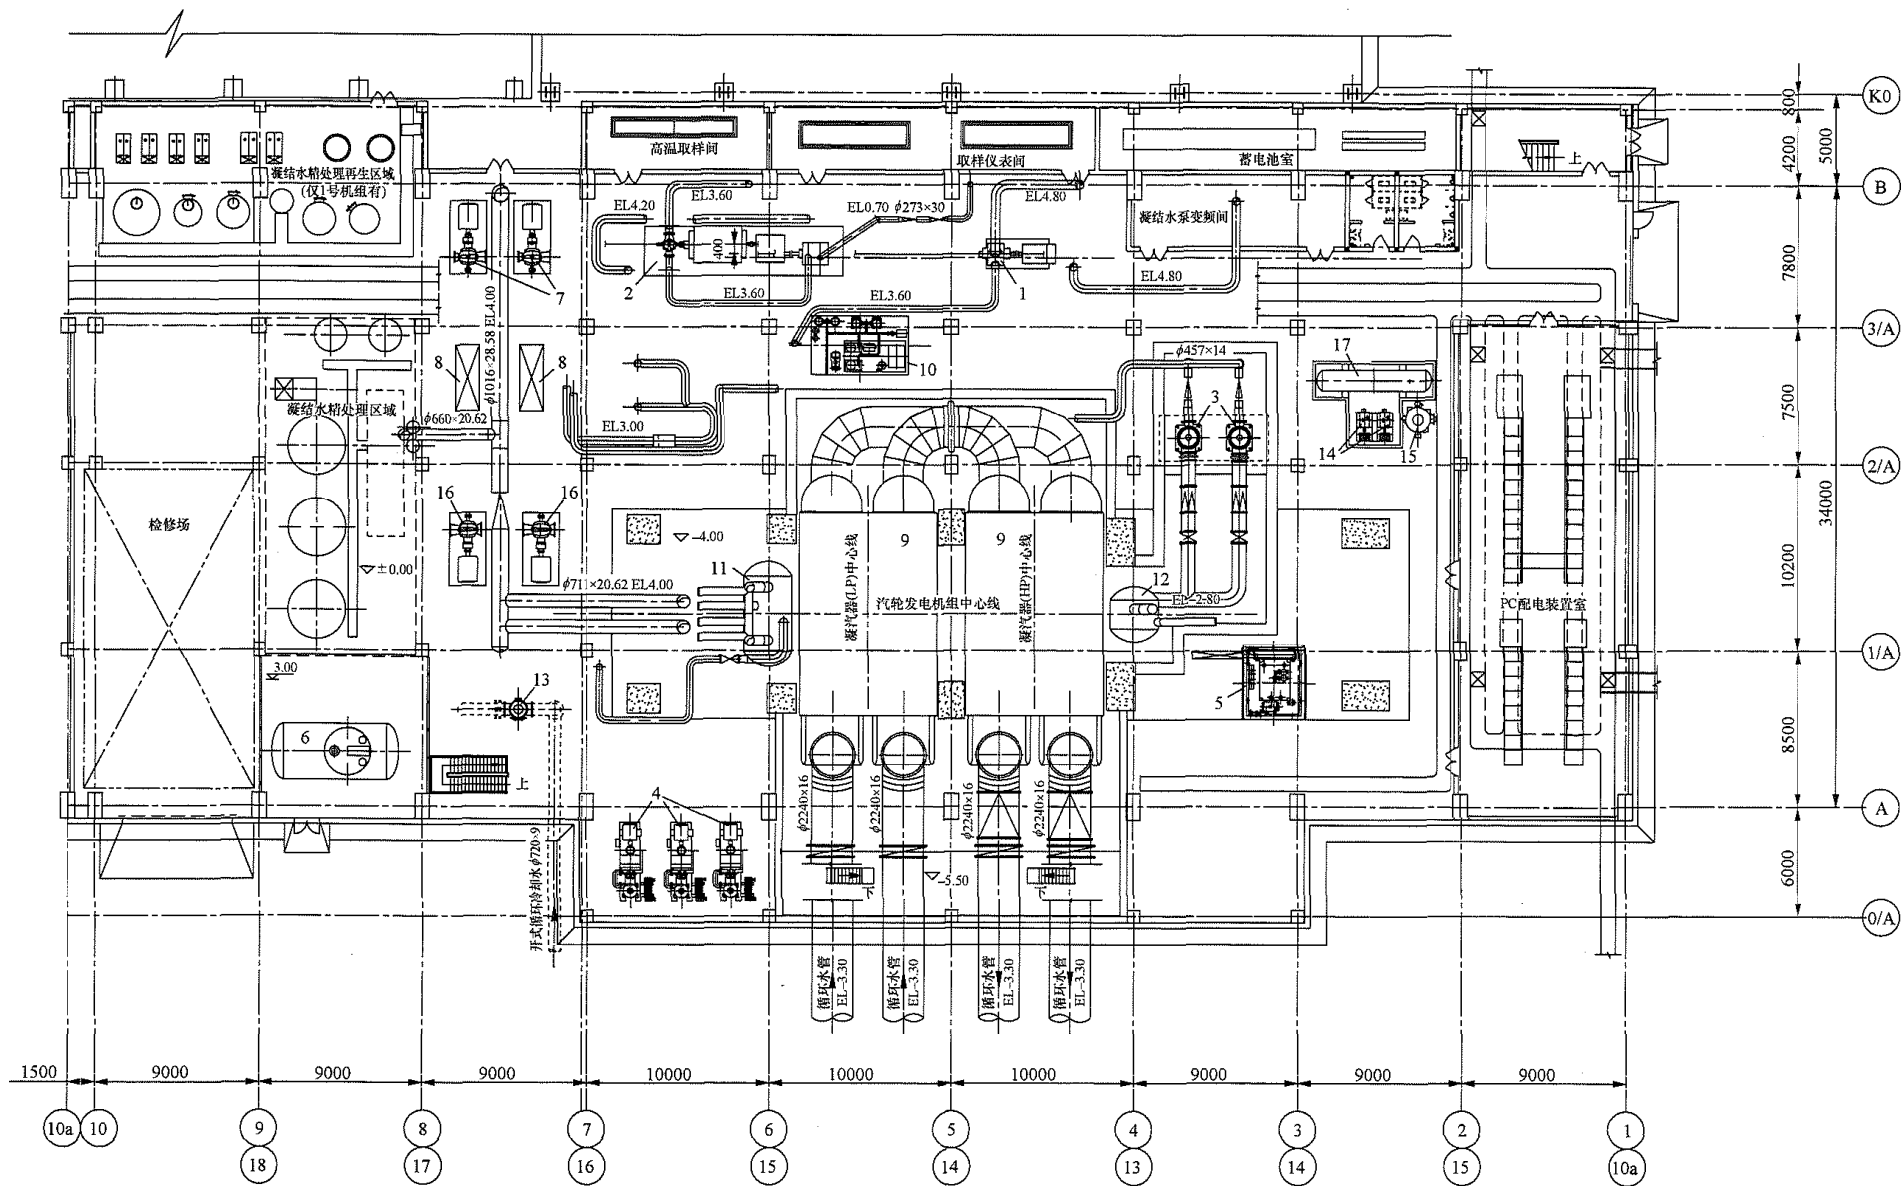 K0
800
高温取样间
取样仪表间
蓄电池室
上
4200
5000
凝结水精处理再生区域
(仅1号机组有)
B
EL4.20
EL3.60
EL0.70 ϕ273×30
EL4.80
凝结水泵变频间
400
2
1
7
7800
EL3.60
EL3.60
EL4.80
ϕ1016×28.58 EL4.00
3/A
8
8
10
ϕ457×14
17
凝结水精处理区域
ϕ660×20.62
EL3.00
3
14
15
7500
2/A
34000
检修场
16
16
-4.00
9
9
±0.00
ϕ711×20.62 EL4.00
11
12
凝汽器(LP)中心线
汽轮发电机组中心线
凝汽器(HP)中心线
EL-2.80
PC配电装置室
10200
1/A
3.00
13
5
6
上
8500
4
ϕ2240×16
ϕ2240×16
ϕ2240×16
ϕ2240×16
A
开式循环冷却水 ϕ720×9
下
-5.50
下
6000
0/A
循环水管
EL-3.30
循环水管
EL-3.30
循环水管
EL-3.30
循环水管
EL-3.30
1500
9000
9000
9000
10000
10000
10000
9000
9000
9000
10a
10
9
8
7
6
5
4
3
2
1
18
17
16
15
14
13
14
15
10a